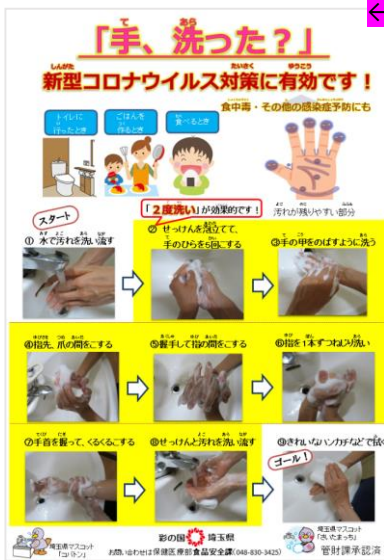 「手、洗った？」
新型コロナウイルス対策に有効です！
食中毒・その他の感染症予防にも
トイレに
行ったとき
ごはんを
作るとき
食べるとき
汚れが残りやすい部分
スタート
「２度洗い」が効果的です！
① 水で汚れを洗い流す
② せっけんを泡立てて、
手のひらを5回こする
③手の甲をのばすように洗う
④指先、爪の間をこする
⑤握手して指の間をこする
⑥指を1本ずつねじり洗い
⑦手首を握って、くるくるこする
⑧せっけんと汚れを洗い流す
⑨きれいなハンカチなどで拭く
ゴール！
埼玉県マスコット
「コバトン」
彩の国 埼玉県
お問い合わせは保健医療部食品安全課(048-830-3425)
埼玉県マスコット
「さいたまっち」
管財課承認済